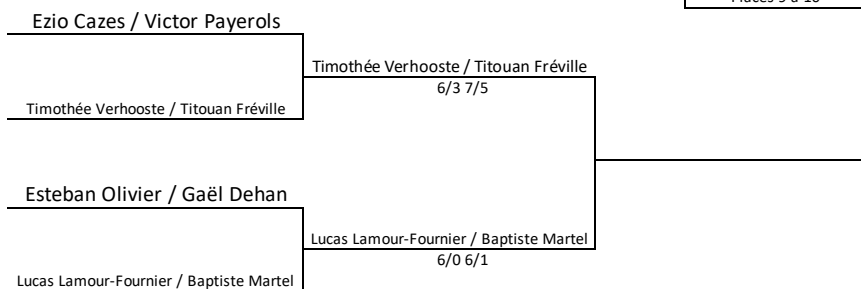 Places 9 à 16
Ezio Cazes / Victor Payerols
Timothée Verhooste / Titouan Fréville
6/3 7/5
Timothée Verhooste / Titouan Fréville
Esteban Olivier / Gaël Dehan
Lucas Lamour-Fournier / Baptiste Martel
6/0 6/1
Lucas Lamour-Fournier / Baptiste Martel